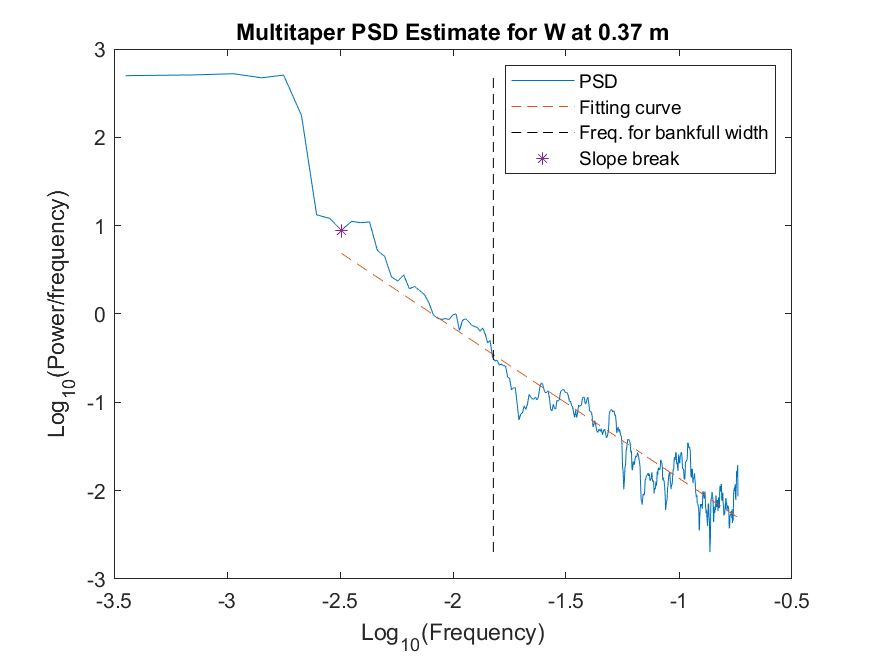 Multitaper PSD Estimate for W at 0.37 m
PSD
Fitting curve
Freq. for bankfull width
Slope break
3
2
1
0
-1
-2
-3
Log10(Power/frequency)
-3.5 -3 -2.5 -2 -1.5 -1 -0.5
Log10(Frequency)